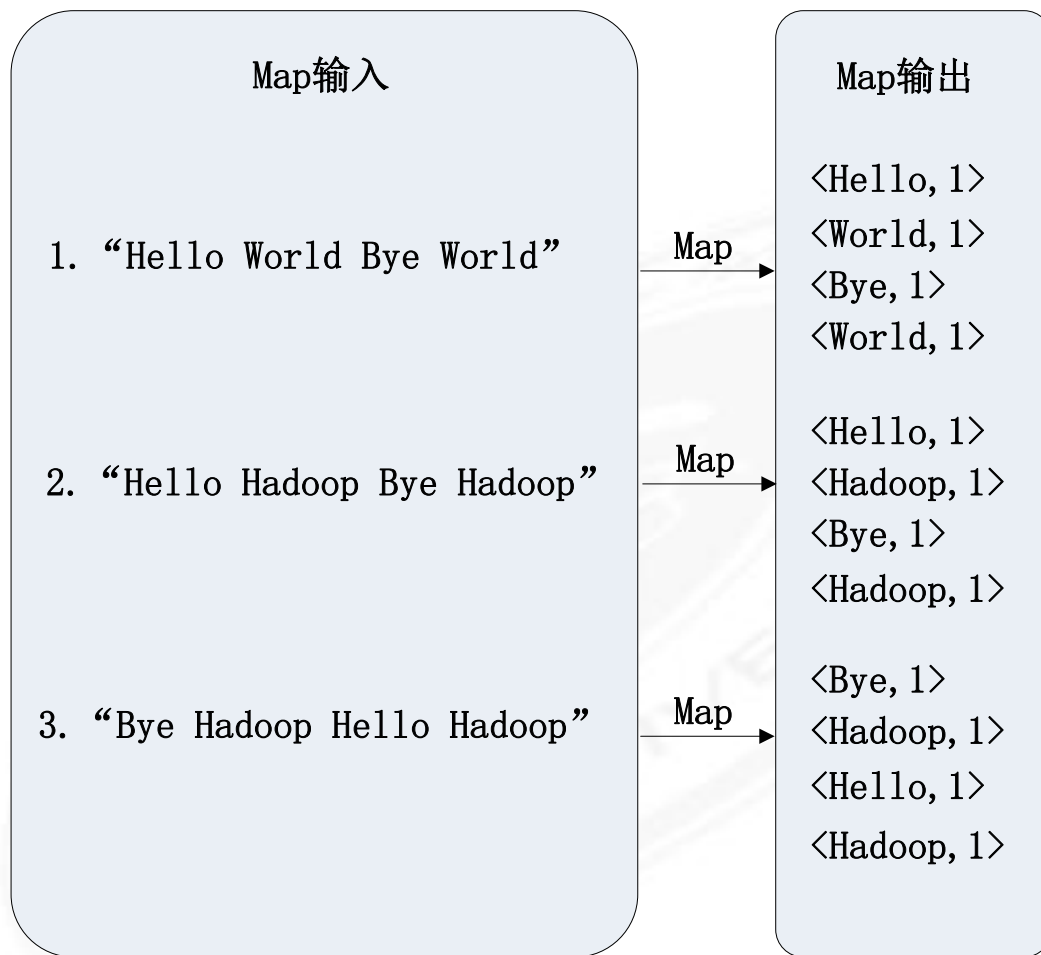 Map输入
1. “Hello World Bye World”
2. “Hello Hadoop Bye Hadoop”
3. “Bye Hadoop Hello Hadoop”
Map
Map
Map
Map输出
<Hello,1>
<World,1>
<Bye,1>
<World,1>
<Hello,1>
<Hadoop,1>
<Bye,1>
<Hadoop,1>
<Bye,1>
<Hadoop,1>
<Hello,1>
<Hadoop,1>